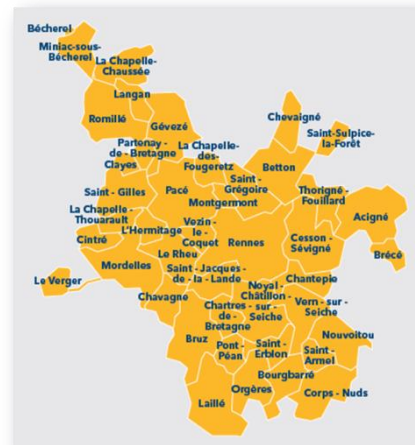 Bécherel
Miniac-sous-
Bécherel
La Chapelle-
Chaussée
Langan
Romillé
Gévezé
Chevaigné
Saint-Sulpice-
la-Forêt
Partenay -
de - Bretagne
La Chapelle-
des-
Fougeretz
Betton
Clayes
Saint -
Grégoire
Thorigné -
Fouillard
Saint - Gilles
Pacé
Montgermont
Acigné
La Chapelle -
Thouarault
L'Hermitage
Vezin -
le -
Coquet
Rennes
Cesson -
Sévigné
Cintré
Brécé
Le Rheu
Mordelles
Saint - Jacques -
de - la - Lande
Chantepie
Le Verger
Noyal -
Châtillon -
sur -
Seiche
Vern - sur -
Seiche
Chavagne
Chartres -
de -
Bretagne
Nouvoitou
Bruz
Pont -
Péan
Saint -
Erblon
Saint -
Armel
Bourgbarré
Orgères
Corps - Nuds
Laillé